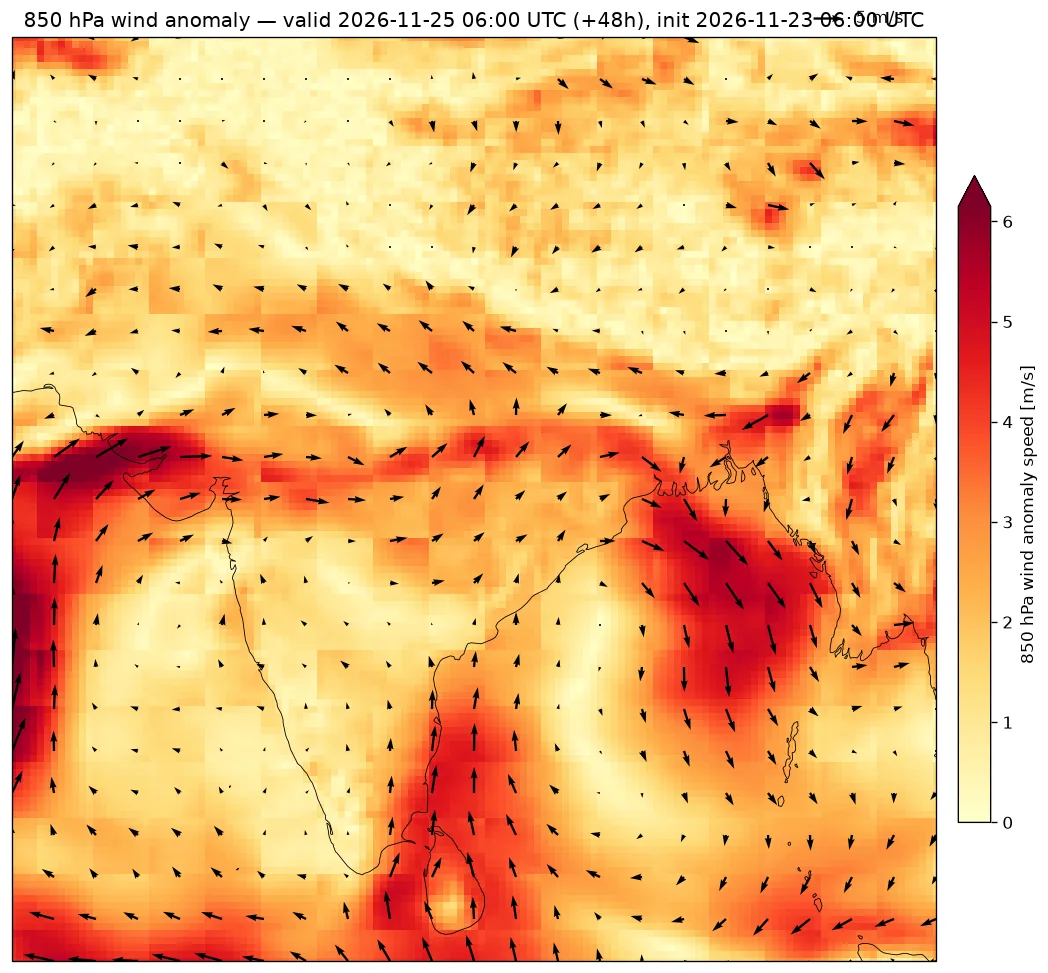 850 hPa wind anomaly — valid 2026-11-25 06:00 UTC (+48h), init 2026-11-23 06:00 UTC
5 m/s
6
5
4
3
2
1
0
850 hPa wind anomaly speed [m/s]